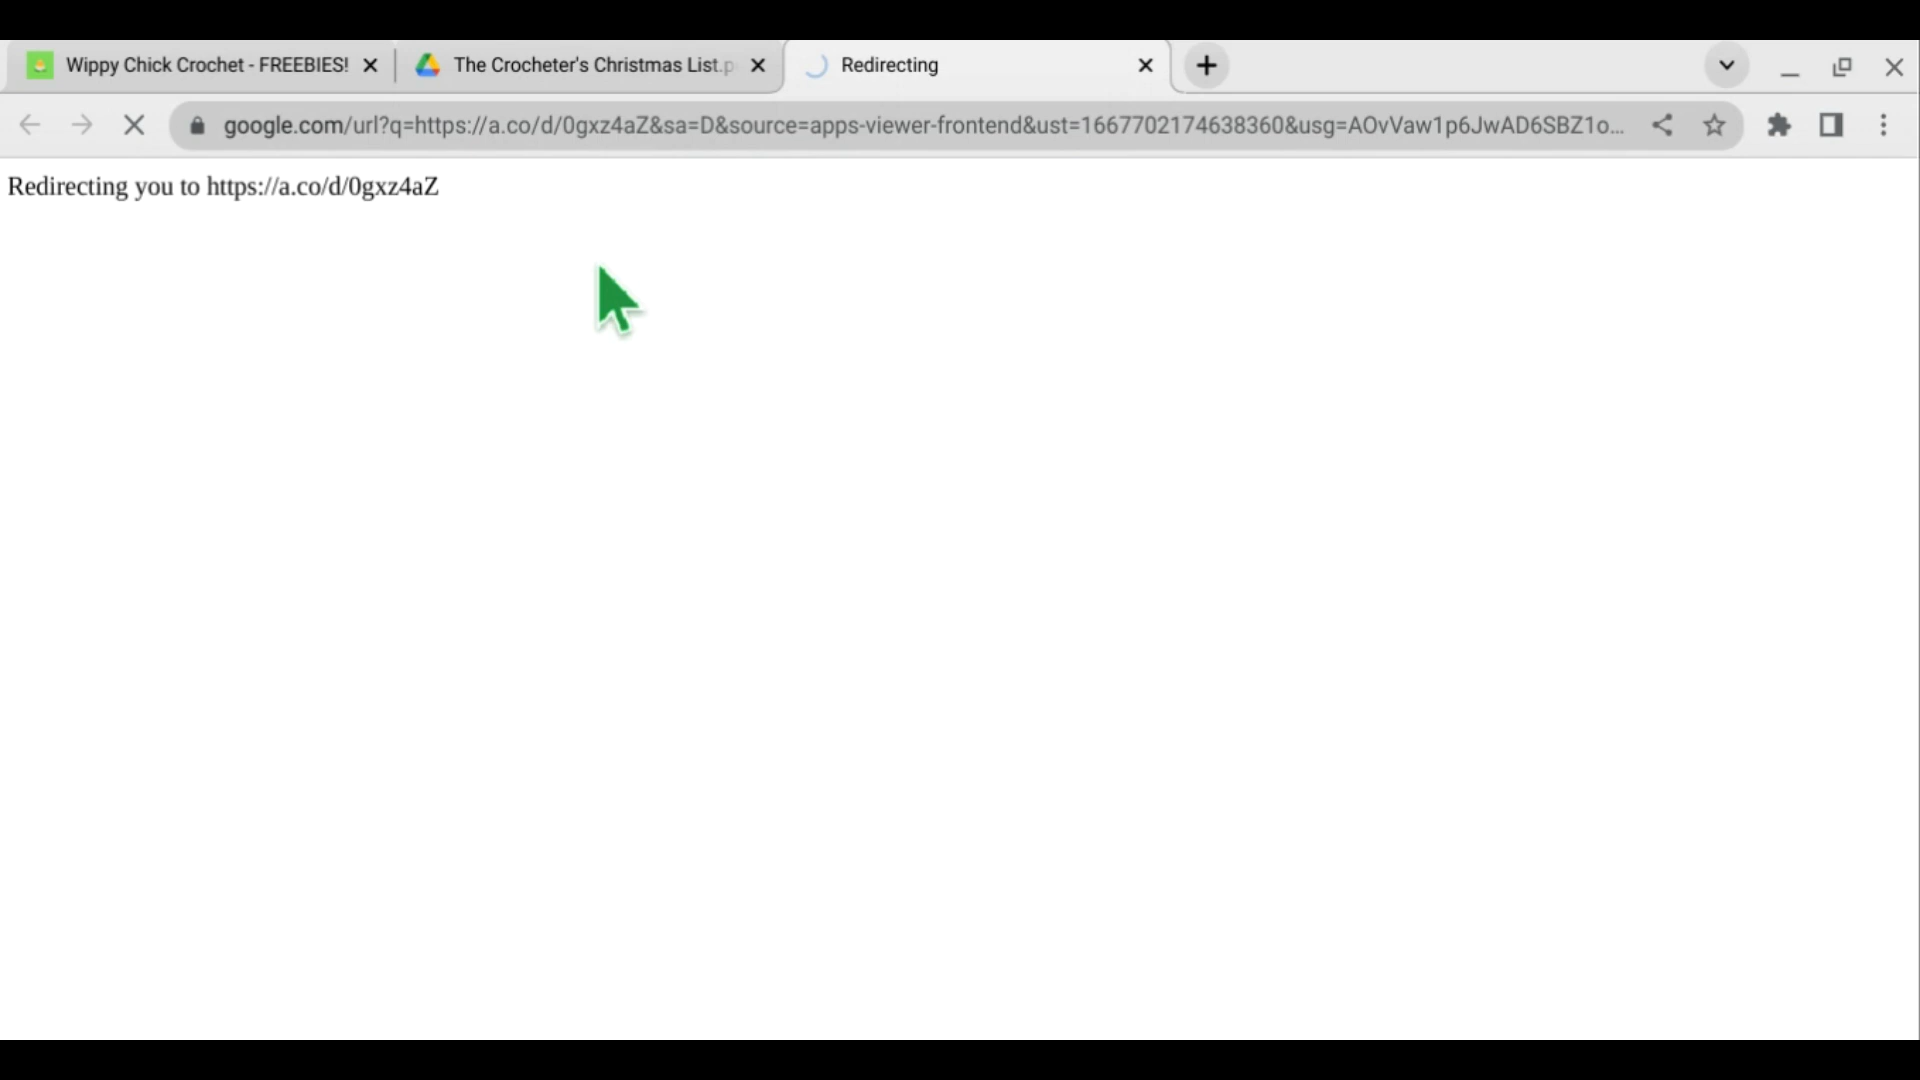 Wippy Chick Crochet - FREEBIES!
The Crocheter's Christmas List.p
Redirecting
google.com/url?q=https://a.co/d/0gxz4aZ&sa=D&source=apps-viewer-frontend&ust=1667702174638360&usg=AOvVaw1p6JwAD6SBZ1o...
Redirecting you to https://a.co/d/0gxz4aZ